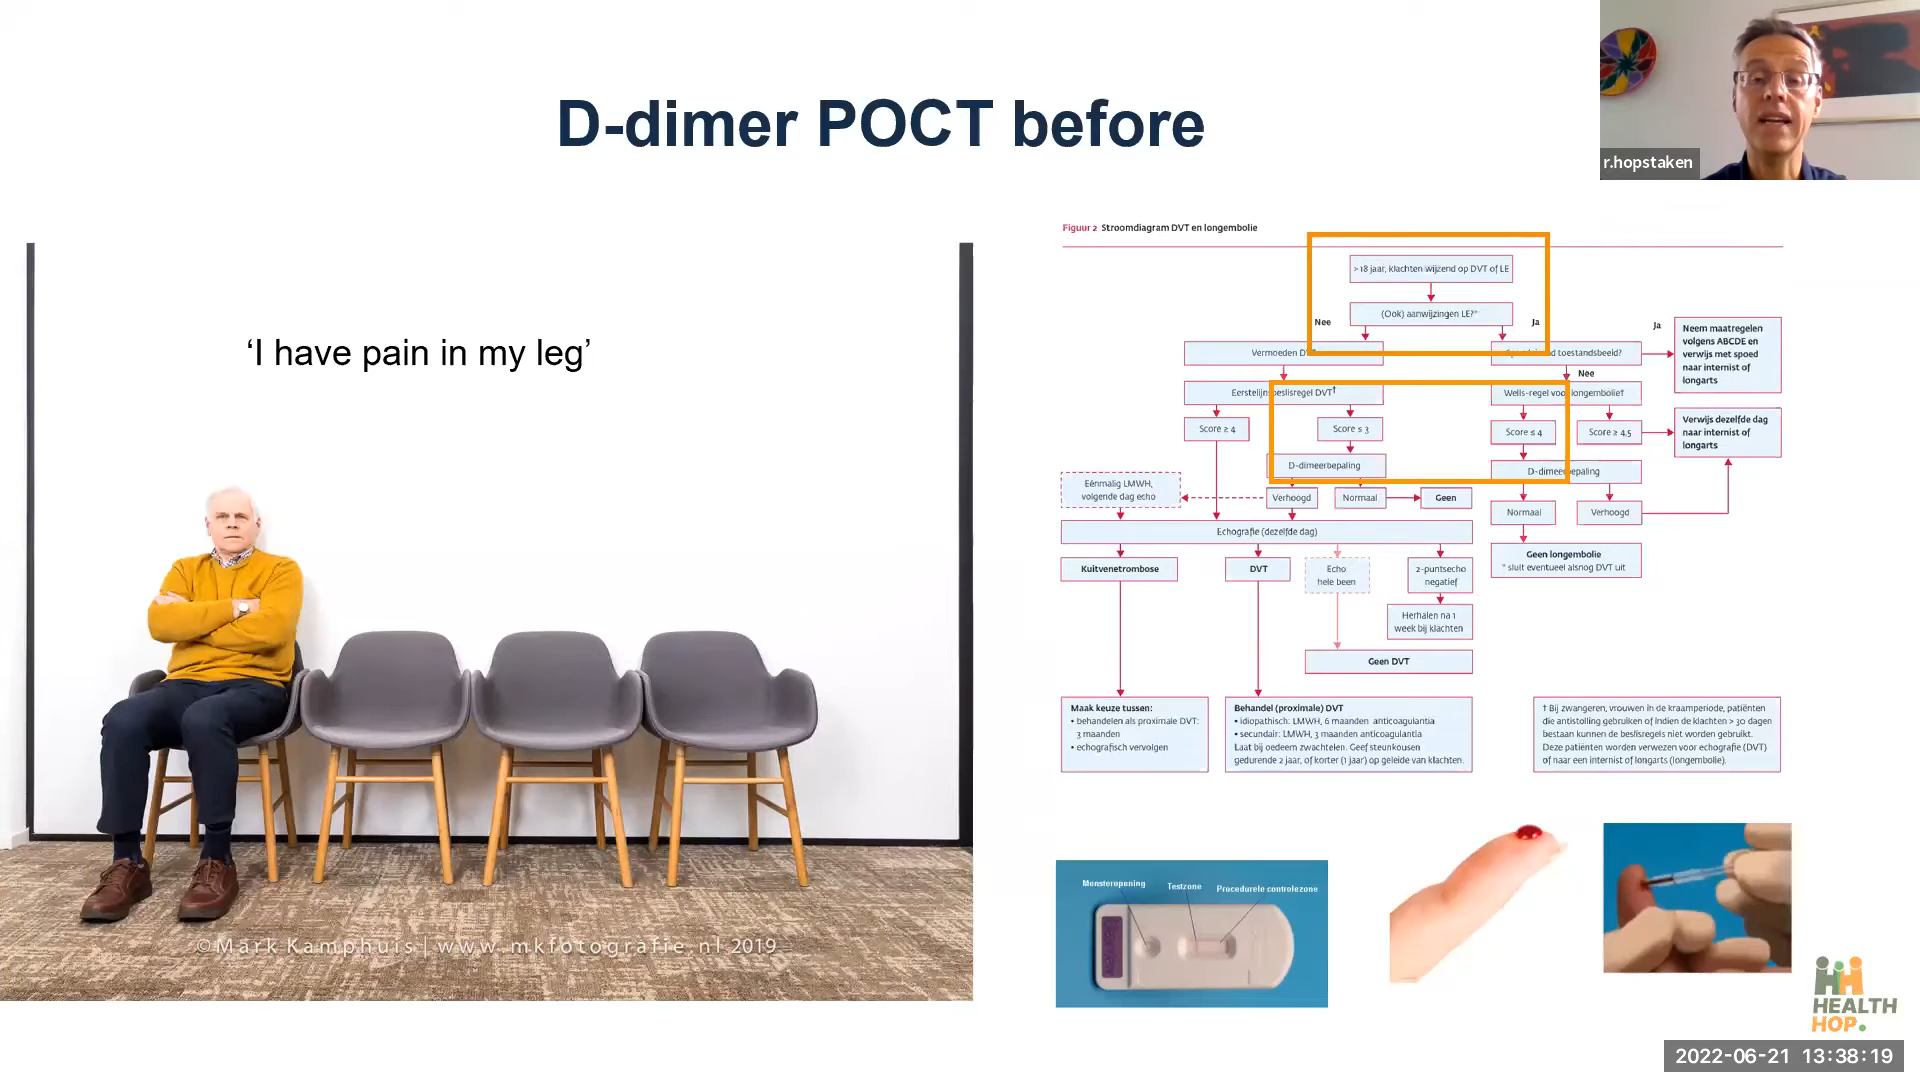 D-dimer POCT before
r.hopstaken
‘I have pain in my leg’
©Mark Kamphuis | www.mkfotografie.nl 2019
Figuur 2 Stroomdiagram DVT en longembolie
> 18 jaar, klachten wijzend op DVT of LE
(Ook) aanwijzingen LE?*
Nee
Ja
Vermoeden
toestandsbeeld?
Ja
Neem maatregelen
volgens ABCDE en
verwijs met spoed
naar internist of
longarts
Nee
Eerstelijnsbeslisregel DVT†
Wells-regel voor longembolie†
Score ≥ 4
Score ≤ 3
Score ≤ 4
Score ≥ 4,5
Verwijs dezelfde dag
naar internist of
longarts
D-dimeerbepaling
D-dimeerbepaling
Eénmalig LMWH,
volgende dag echo
Verhoogd
Normaal
Geen
Normaal
Verhoogd
Echografie (dezelfde dag)
Geen longembolie
* sluit eventueel alsnog DVT uit
Kuitvenetrombose
DVT
Echo
hele been
2-puntsecho
negatief
Herhalen na 1
week bij klachten
Geen DVT
Maak keuze tussen:
• behandelen als proximale DVT:
3 maanden
• echografisch vervolgen
Behandel (proximale) DVT
• idiopathisch: LMWH, 6 maanden anticoagulantia
• secundair: LMWH, 3 maanden anticoagulantia
Laat bij oedeem zwachtelen. Geef steunkousen
gedurende 2 jaar, of korter (1 jaar) op geleide van klachten.
† Bij zwangeren, vrouwen in de kraamperiode, patiënten
die antistolling gebruiken of indien de klachten > 30 dagen
bestaan kunnen de beslisregels niet worden gebruikt.
Deze patiënten worden verwezen voor echografie (DVT)
of naar een internist of longarts (longembolie).
Monsteropening
Testzone
Procedurele controlezone
HEALTH
HOP.
2022-06-21 13:38:19